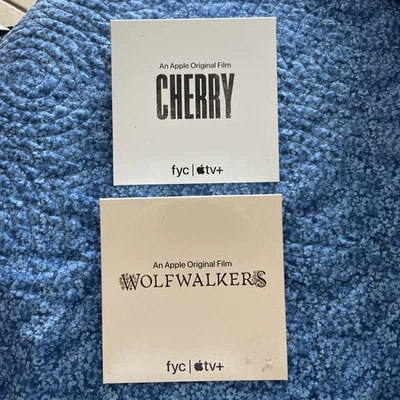 An Apple Original Film
CHERRY
fyc | tv+
An Apple Original Film
WOLFWALKERS
fyc | tv+